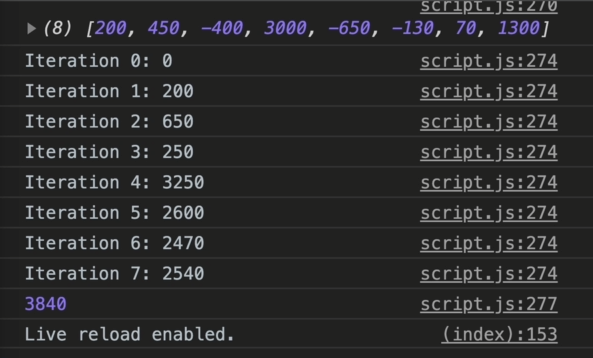 script.js:270
(8) [200, 450, -400, 3000, -650, -130, 70, 1300]
Iteration 0: 0 script.js:274
Iteration 1: 200 script.js:274
Iteration 2: 650 script.js:274
Iteration 3: 250 script.js:274
Iteration 4: 3250 script.js:274
Iteration 5: 2600 script.js:274
Iteration 6: 2470 script.js:274
Iteration 7: 2540 script.js:274
3840 script.js:277
Live reload enabled. (index):153